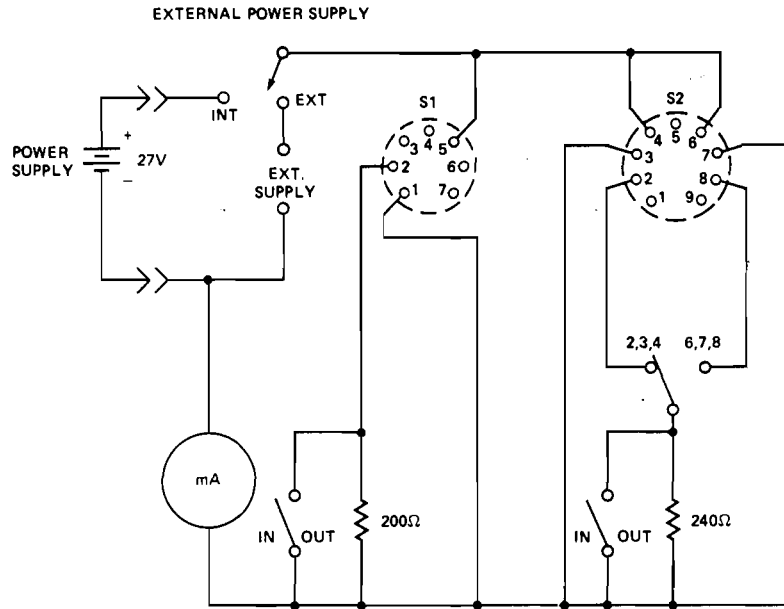 EXTERNAL POWER SUPPLY
INT
EXT
POWER
SUPPLY
+
27V
−
EXT.
SUPPLY
S1
1
2
3
4
5
6
7
S2
1
2
3
4
5
6
7
8
9
2,3,4
6,7,8
mA
IN
OUT
200Ω
IN
OUT
240Ω